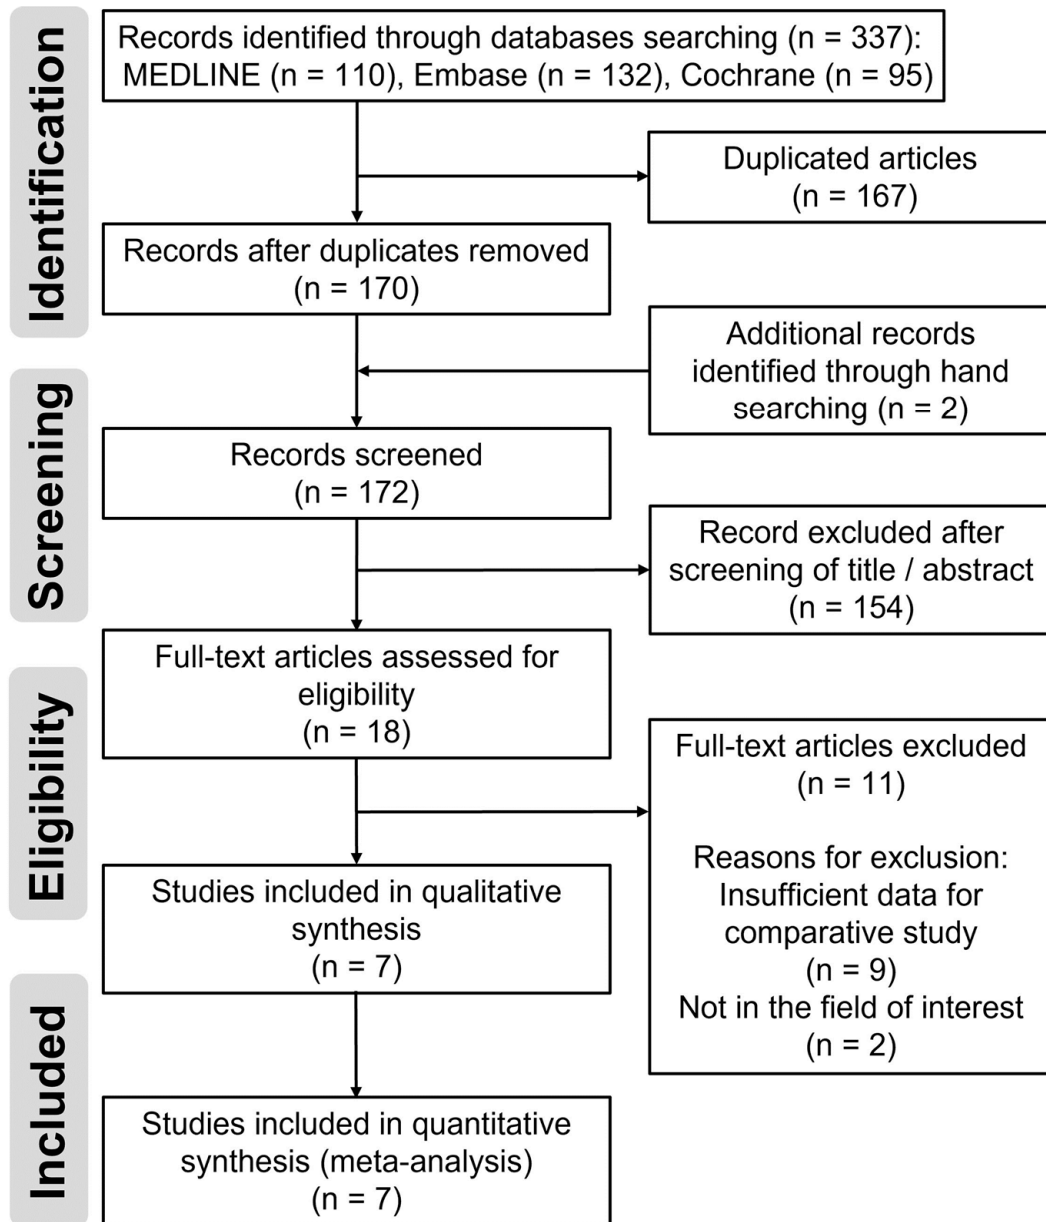 Identification
Records identified through databases searching (n = 337):
MEDLINE (n = 110), Embase (n = 132), Cochrane (n = 95)
Duplicated articles
(n = 167)
Records after duplicates removed
(n = 170)
Additional records
identified through hand
searching (n = 2)
Screening
Records screened
(n = 172)
Record excluded after
screening of title / abstract
(n = 154)
Full-text articles assessed for
eligibility
(n = 18)
Eligibility
Full-text articles excluded
(n = 11)
Reasons for exclusion:
Insufficient data for
comparative study
(n = 9)
Not in the field of interest
(n = 2)
Studies included in qualitative
synthesis
(n = 7)
Included
Studies included in quantitative
synthesis (meta-analysis)
(n = 7)